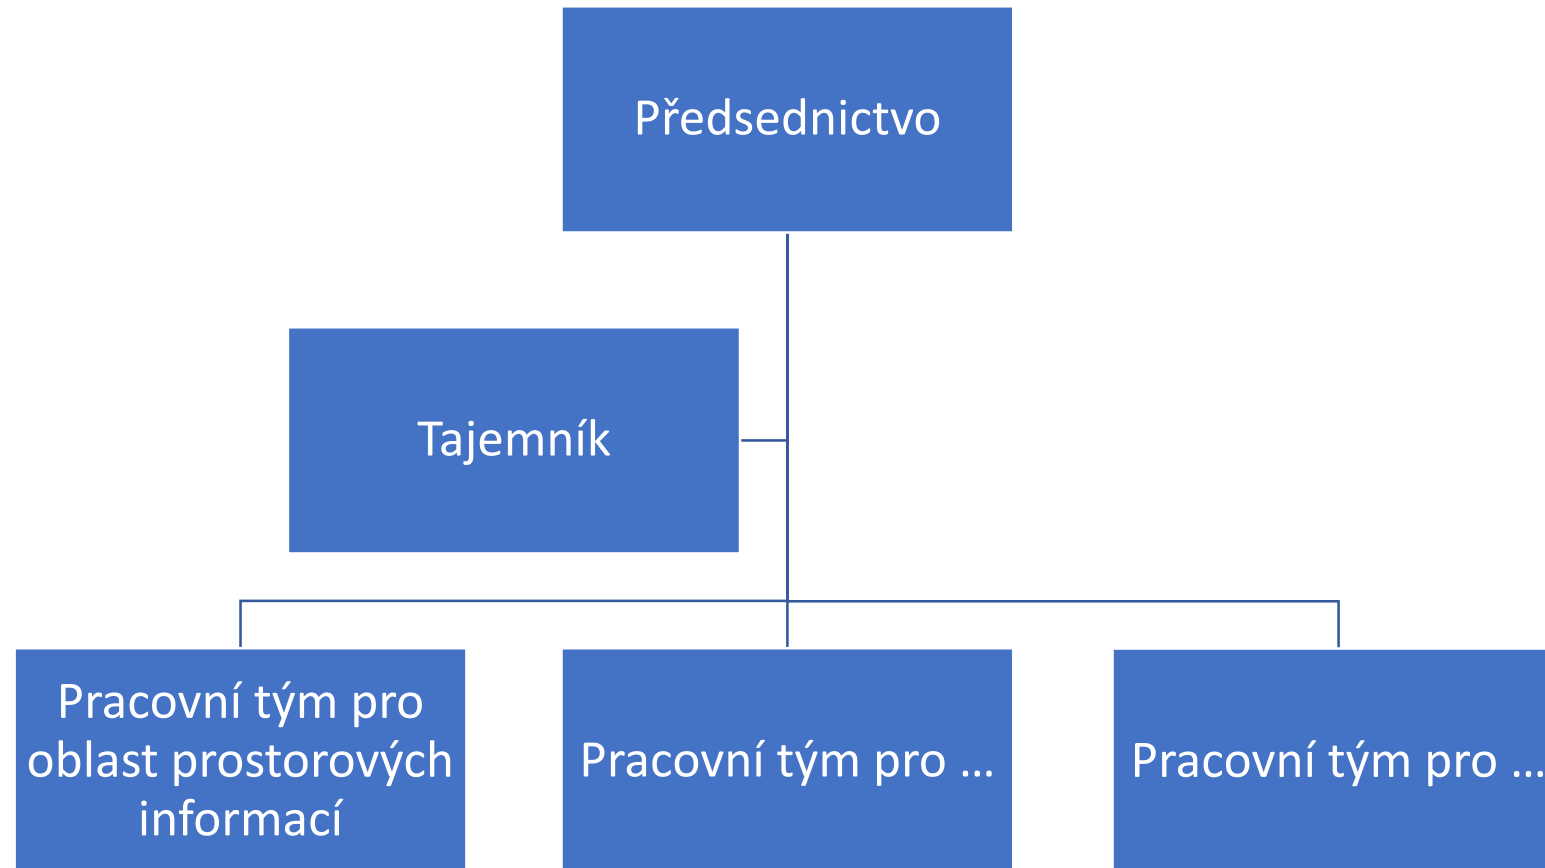 Předsednictvo
Tajemník
Pracovní tým pro
oblast prostorových
informací
Pracovní tým pro ...
Pracovní tým pro ...